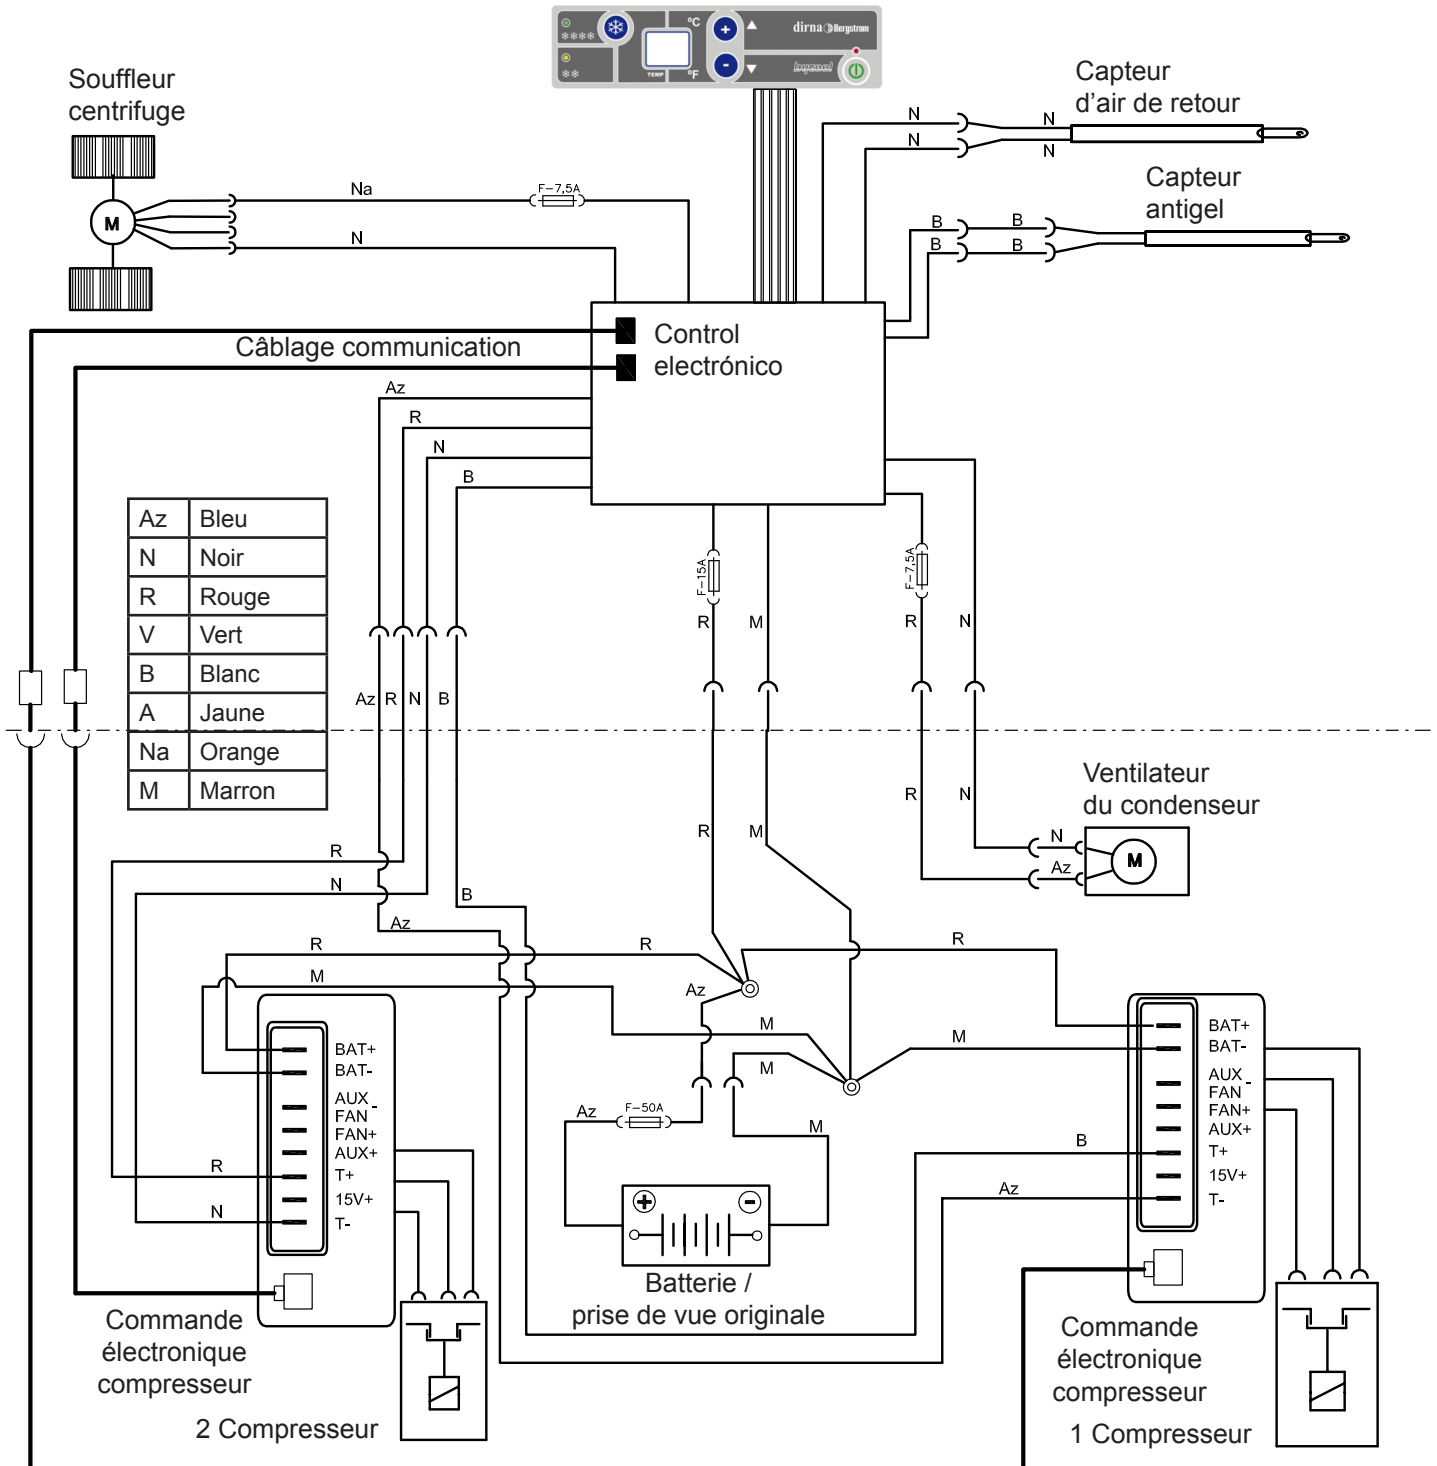 °C
dirna Bergstrom
TEMP
°F
bycool
Souffleur
centrifuge
Capteur
d'air de retour
N
N
N
N
Capteur
antigel
Na
F-7,5A
M
N
B
B
B
B
Control
electrónico
Câblage communication
Az
R
N
B
Az Bleu
N Noir
R Rouge
V Vert
B Blanc
A Jaune
Na Orange
M Marron
F-15A
F-7,5A
R
M
R
N
Az
R
N
B
Ventilateur
du condenseur
R
N
R
M
N
M
Az
R
N
B
Az
R
R
R
M
Az
M
M
M
BAT+
BAT-
AUX
FAN -
FAN+
AUX+
T+
15V+
T-
R
N
Az
F-50A
M
BAT+
BAT-
AUX
FAN -
FAN+
AUX+
T+
15V+
T-
B
Az
+
-
Batterie /
prise de vue originale
Commande
électronique
compresseur
2 Compresseur
Commande
électronique
compresseur
1 Compresseur